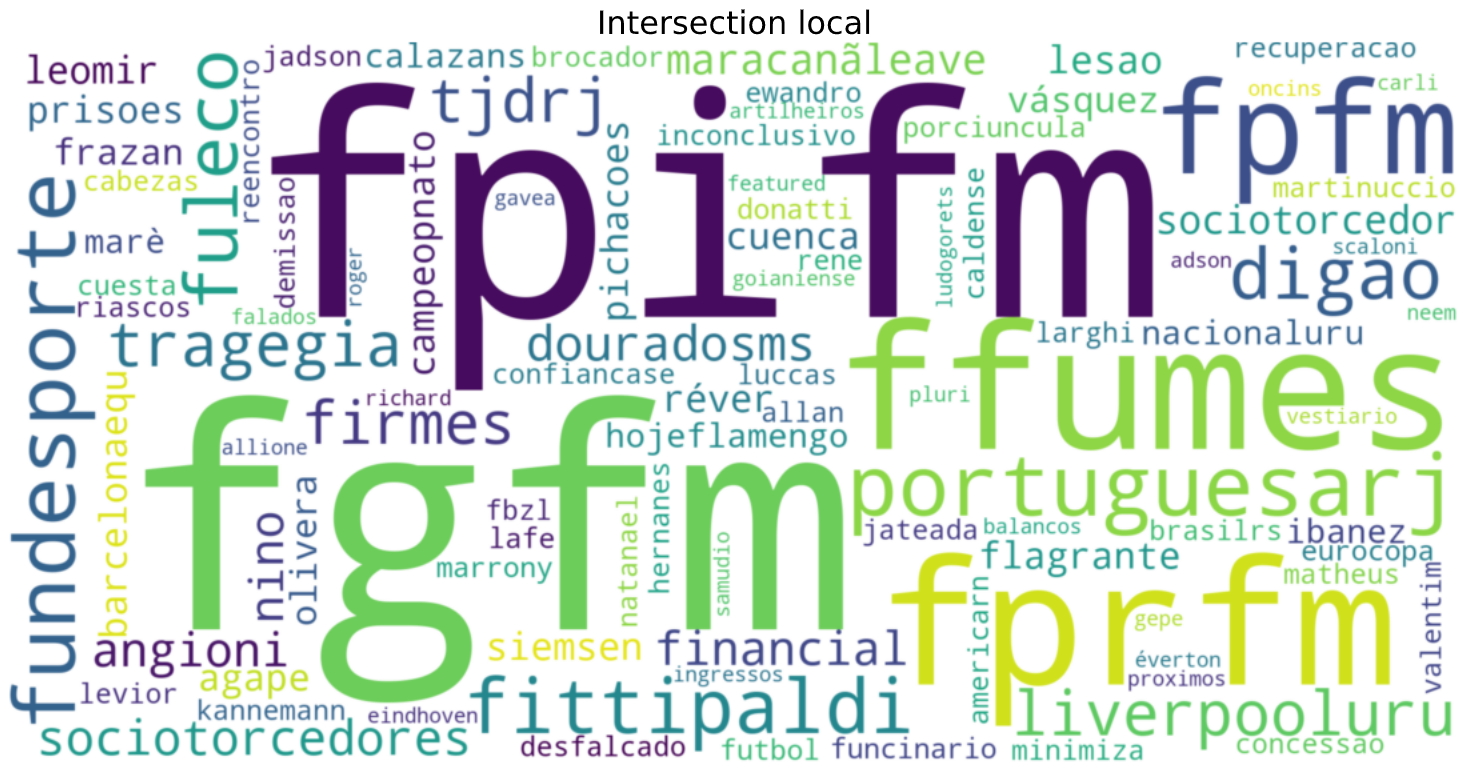 Intersection local
leomir
prisoes
frazan
cabezas
marè
cuesta
riascos
fundesporte
fuleco
reencontro
jadson
calazans
brocador
maracanãleave
lesao
recuperacao
tjdrj
ewandro
artilheiros
inconclusivo
vásquez
porciuncula
oncins
carli
fpfm
martinuccio
sociotorcedor
scaloni
adson
digao
neem
fpifm
demissao
roger
campeopnato
gavea
pichacoes
featured
donatti
cuenca
rene
goianiense
ludogorets
caldense
falados
tragegia
douradosms
confiancase
luccas
larghi
nacionaluru
ffumes
pluri
vestiario
barcelonaequ
richard
firmes
allione
réver
allan
hojeflamengo
fgfm
portuguesarj
nino
olivera
fbzl
lafe
marrony
natanael
hernanes
samudio
jateada
balancos
brasilrs
ibanez
flagrante
eurocopa
matheus
fprfm
gepe
americarn
éverton
proximos
valentim
angioni
agape
levior
kannemann
eindhoven
siemsen
financial
ingressos
fittipaldi
liverpooluru
sociotorcedores
desfalcado
futbol
funcinario
minimiza
concessao